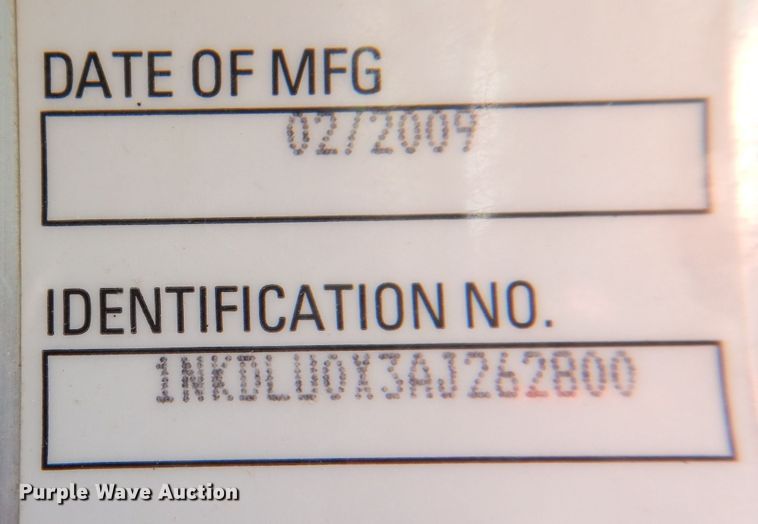 DATE OF MFG
02/2009
IDENTIFICATION NO.
1NKDLU0X3AJ262800
Purple Wave Auction